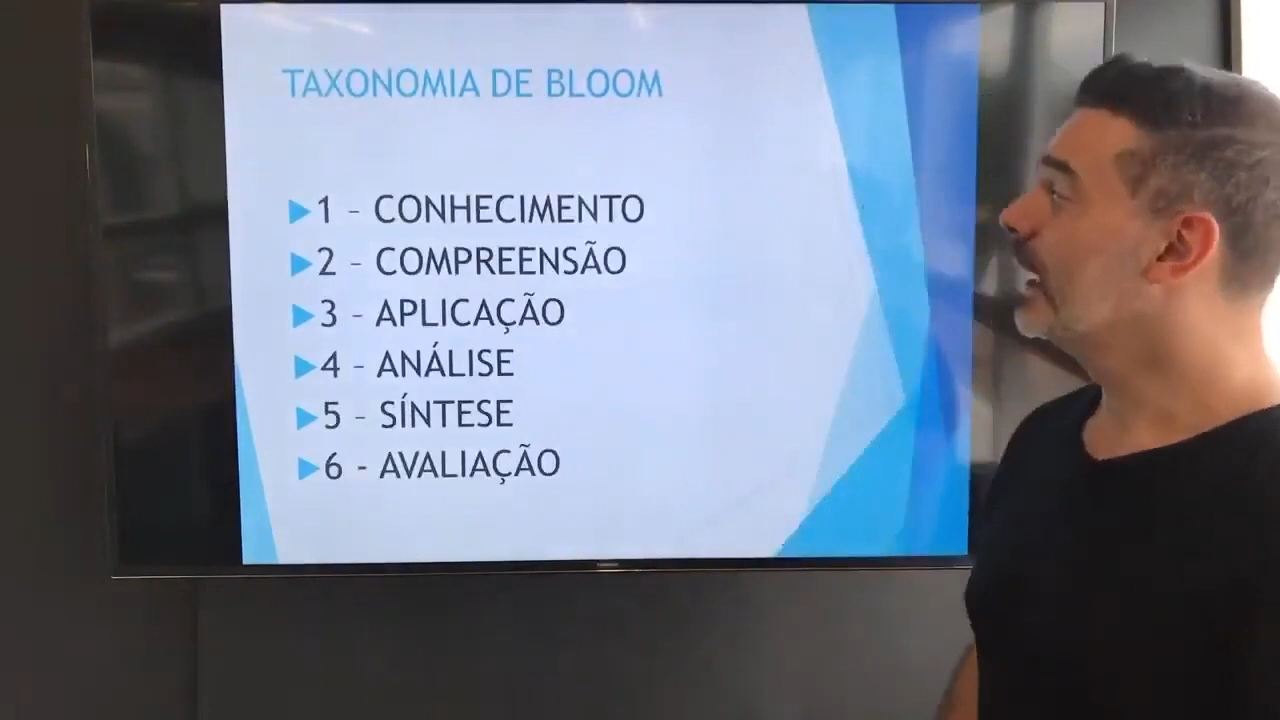 TAXONOMIA DE BLOOM
1 – CONHECIMENTO
2 – COMPREENSÃO
3 – APLICAÇÃO
4 – ANÁLISE
5 – SÍNTESE
6 - AVALIAÇÃO